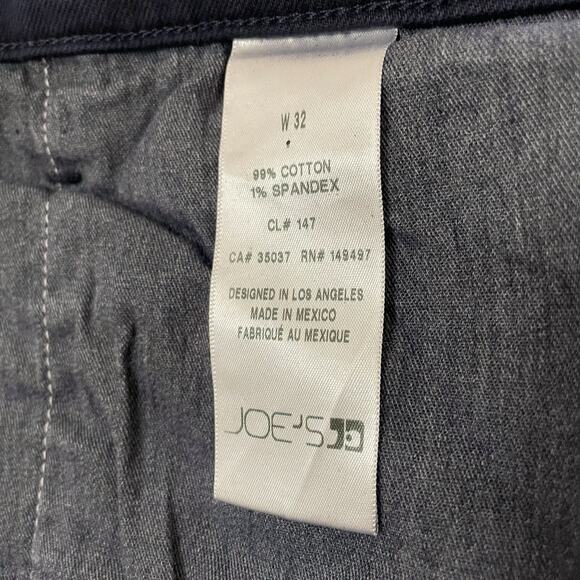 W 32
99% COTTON
1% SPANDEX
CL# 147
CA# 35037 RN# 149497
DESIGNED IN LOS ANGELES
MADE IN MEXICO
FABRIQUÉ AU MEXIQUE
JOE'S